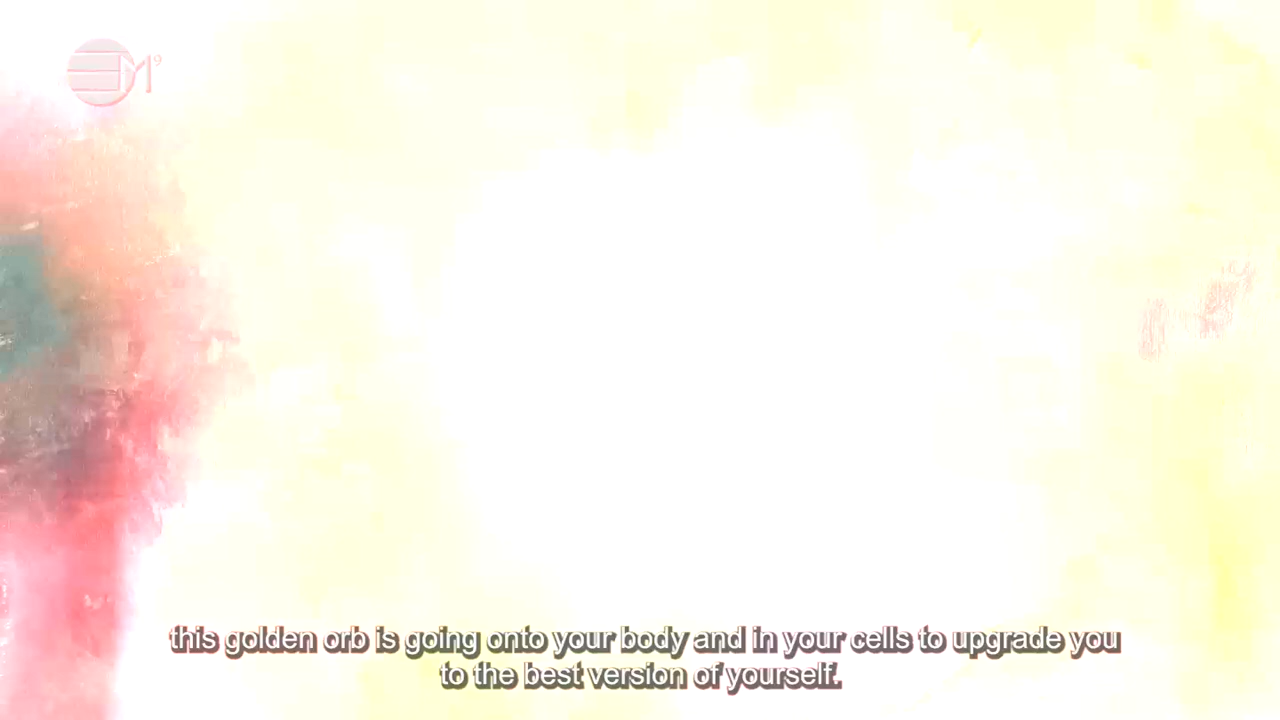 EM⁹
this golden orb is going onto your body and in your cells to upgrade you
to the best version of yourself.